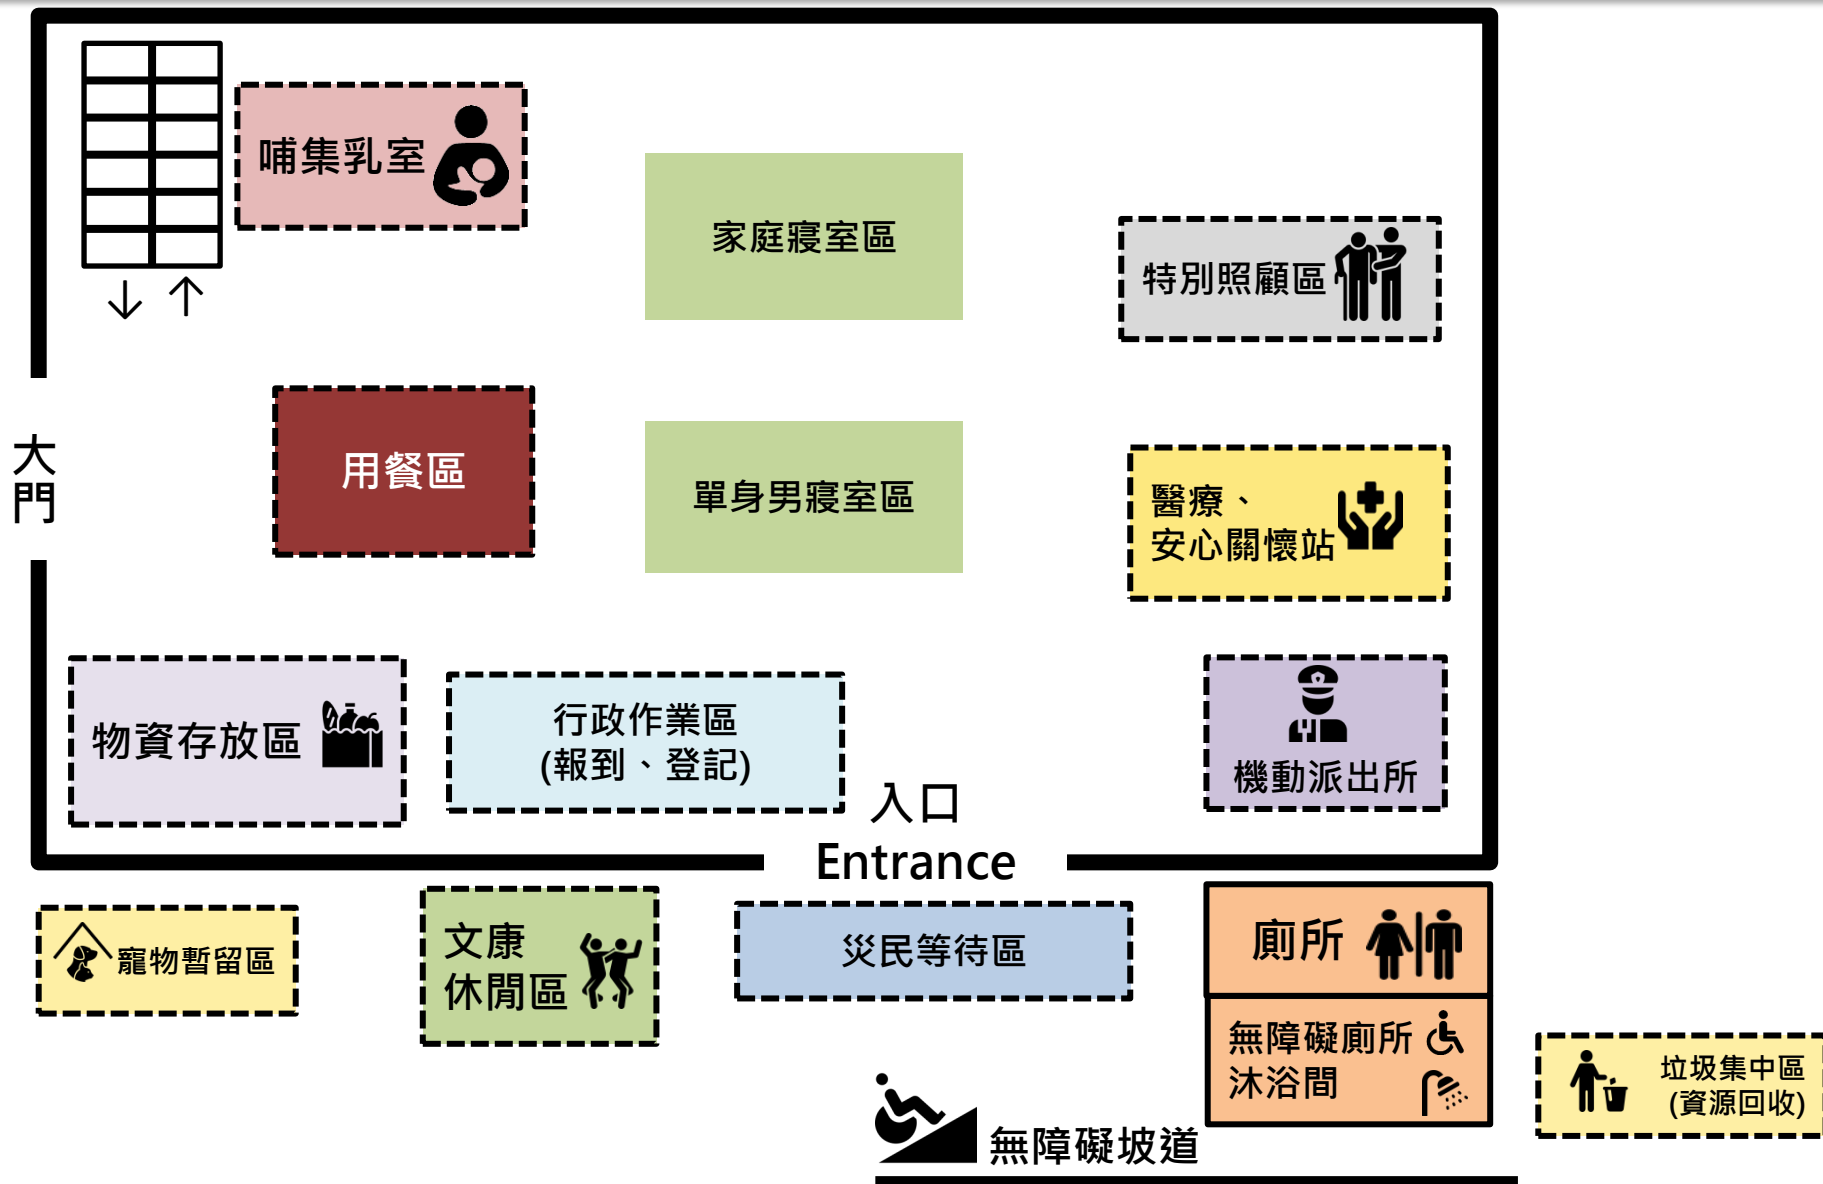 哺集乳室
家庭寢室區
特別照顧區
大
門
用餐區
單身男寢室區
醫療、
安心關懷站
物資存放區
行政作業區
(報到、登記)
機動派出所
入口
Entrance
寵物暫留區
文康
休閒區
災民等待區
廁所
無障礙廁所
沐浴間
垃圾集中區
(資源回收)
無障礙坡道